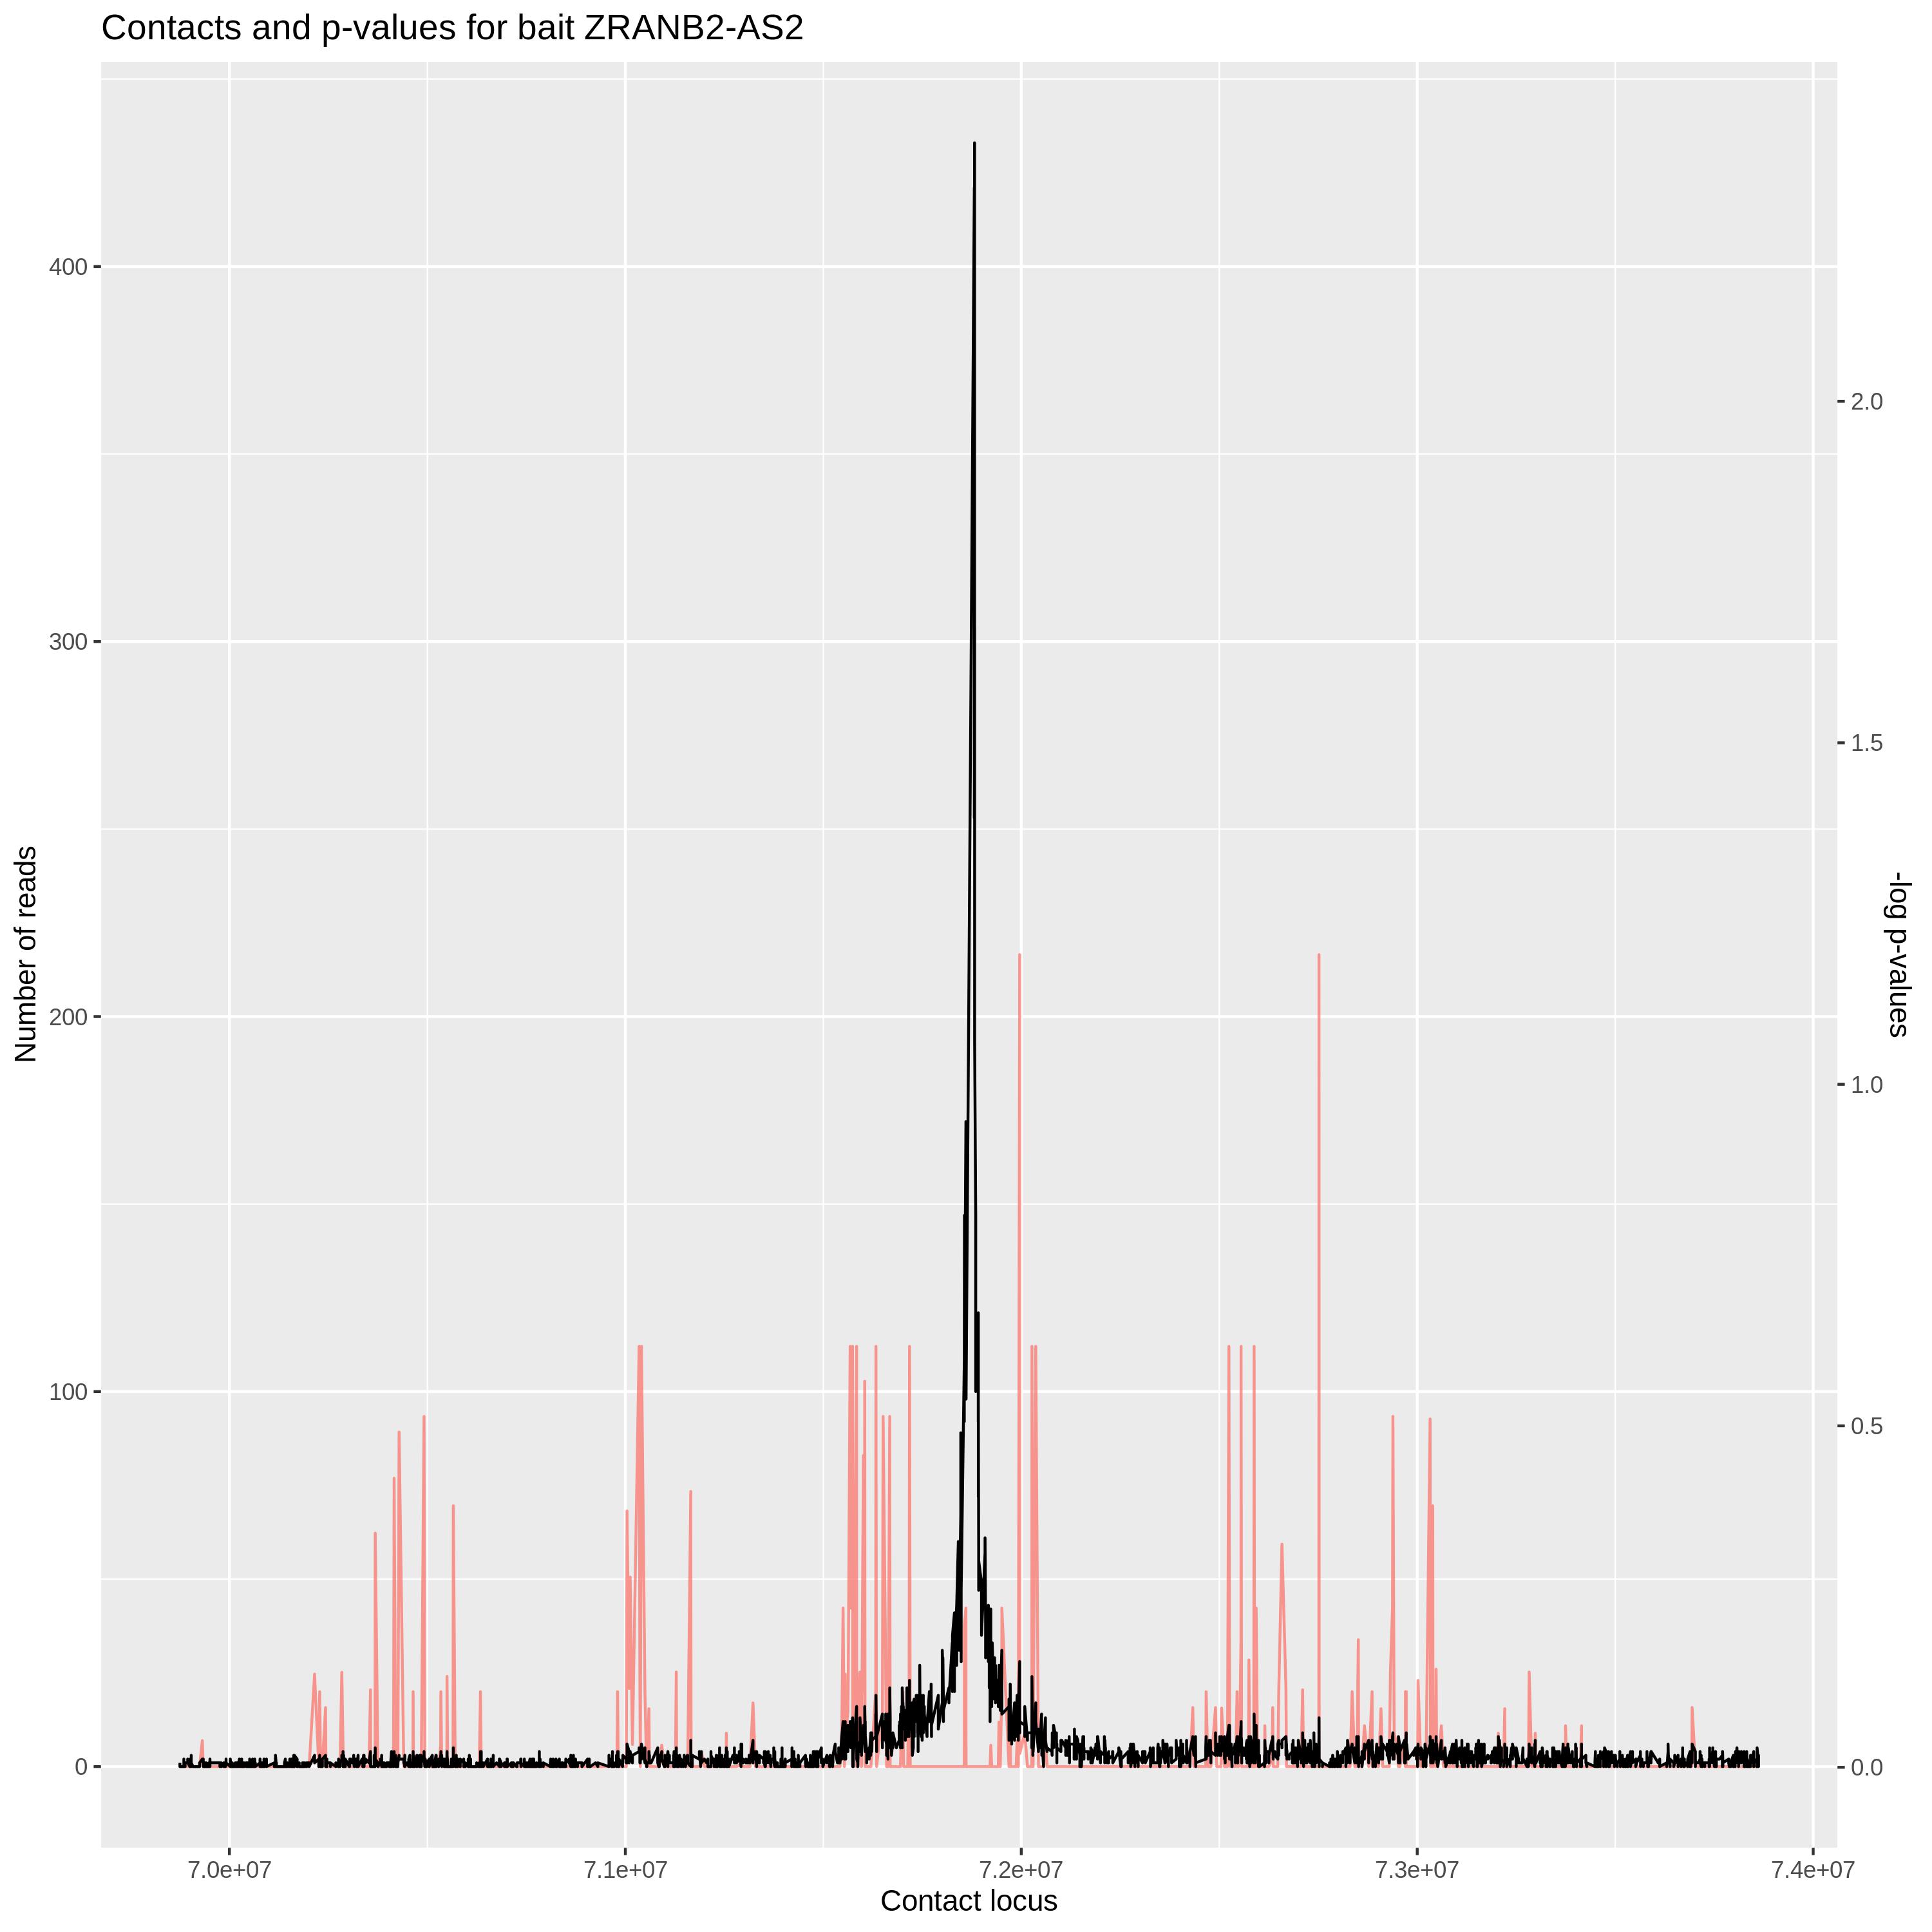 Contacts and p-values for bait ZRANB2-AS2
400
300
200
100
0
Number of reads
2.0
1.5
1.0
0.5
0.0
-log p-values
7.0e+07 7.1e+07 7.2e+07 7.3e+07 7.4e+07
Contact locus